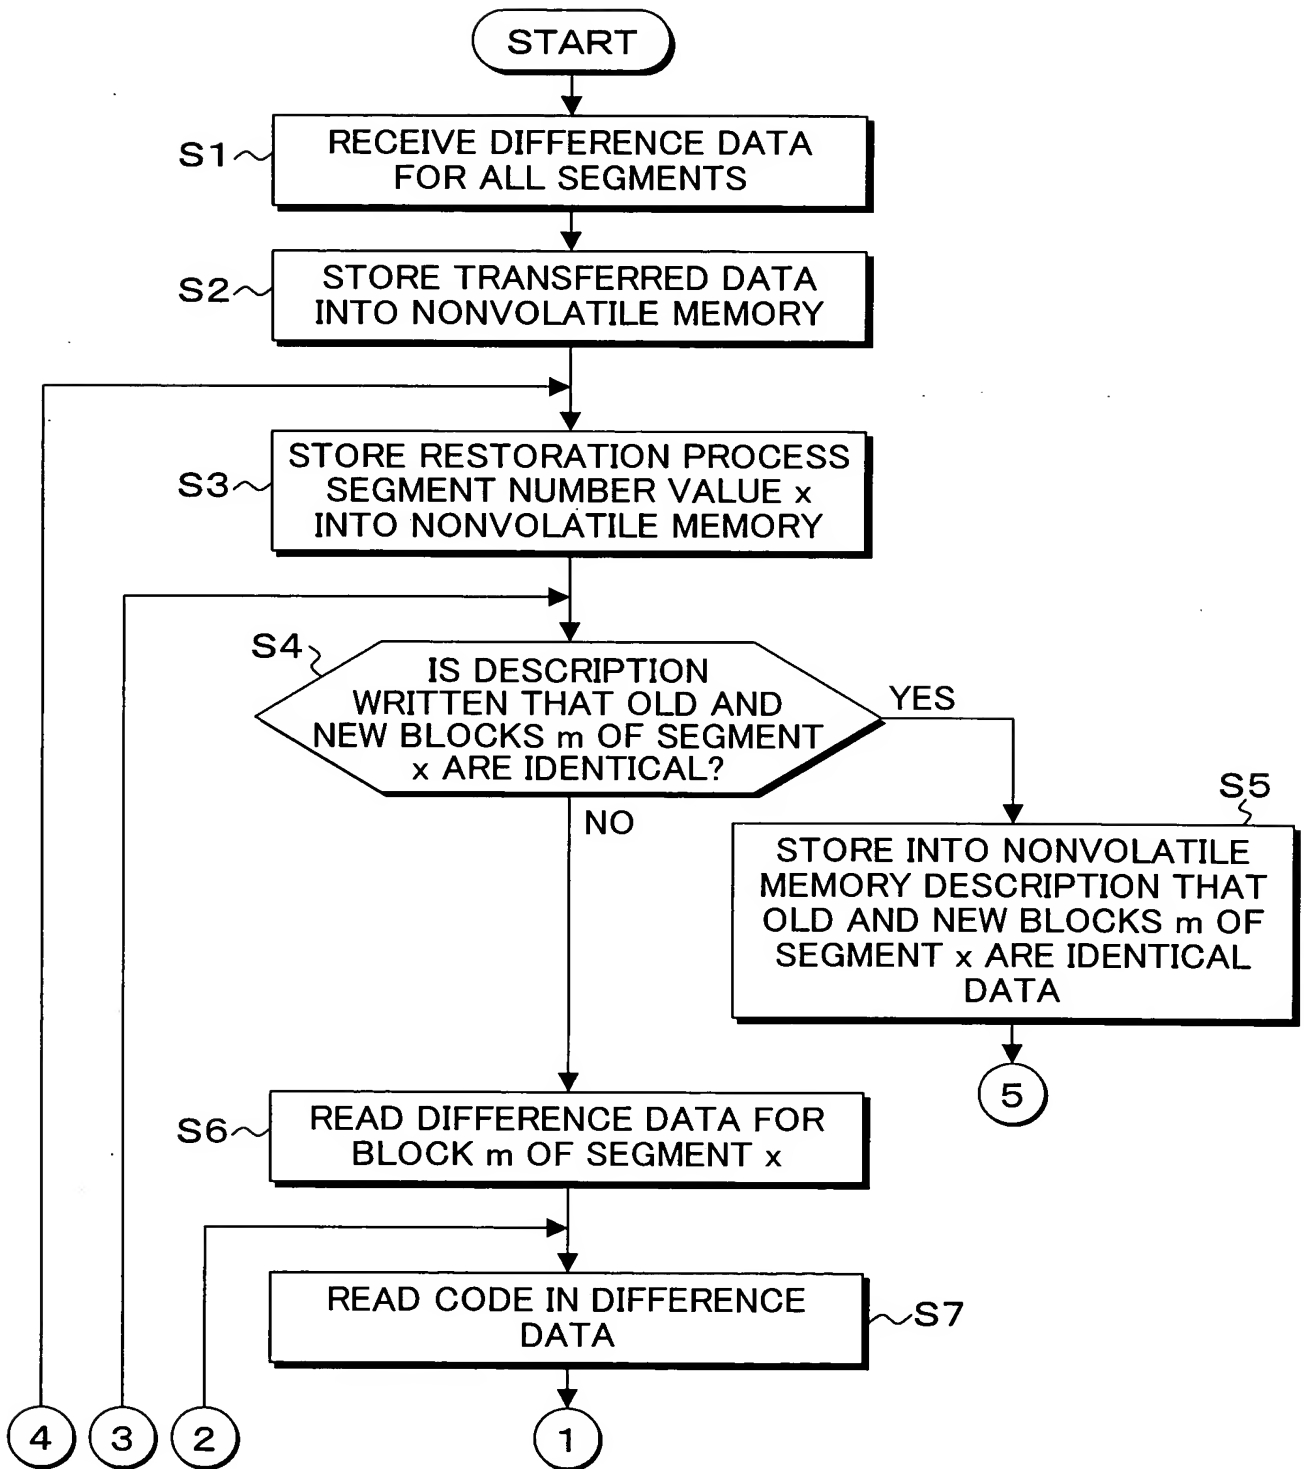 START
S1
RECEIVE DIFFERENCE DATA
FOR ALL SEGMENTS
S2
STORE TRANSFERRED DATA
INTO NONVOLATILE MEMORY
S3
STORE RESTORATION PROCESS
SEGMENT NUMBER VALUE x
INTO NONVOLATILE MEMORY
S4
IS DESCRIPTION
WRITTEN THAT OLD AND
NEW BLOCKS m OF SEGMENT
x ARE IDENTICAL?
YES
NO
S5
STORE INTO NONVOLATILE
MEMORY DESCRIPTION THAT
OLD AND NEW BLOCKS m OF
SEGMENT x ARE IDENTICAL
DATA
5
S6
READ DIFFERENCE DATA FOR
BLOCK m OF SEGMENT x
READ CODE IN DIFFERENCE
DATA
S7
4
3
2
1